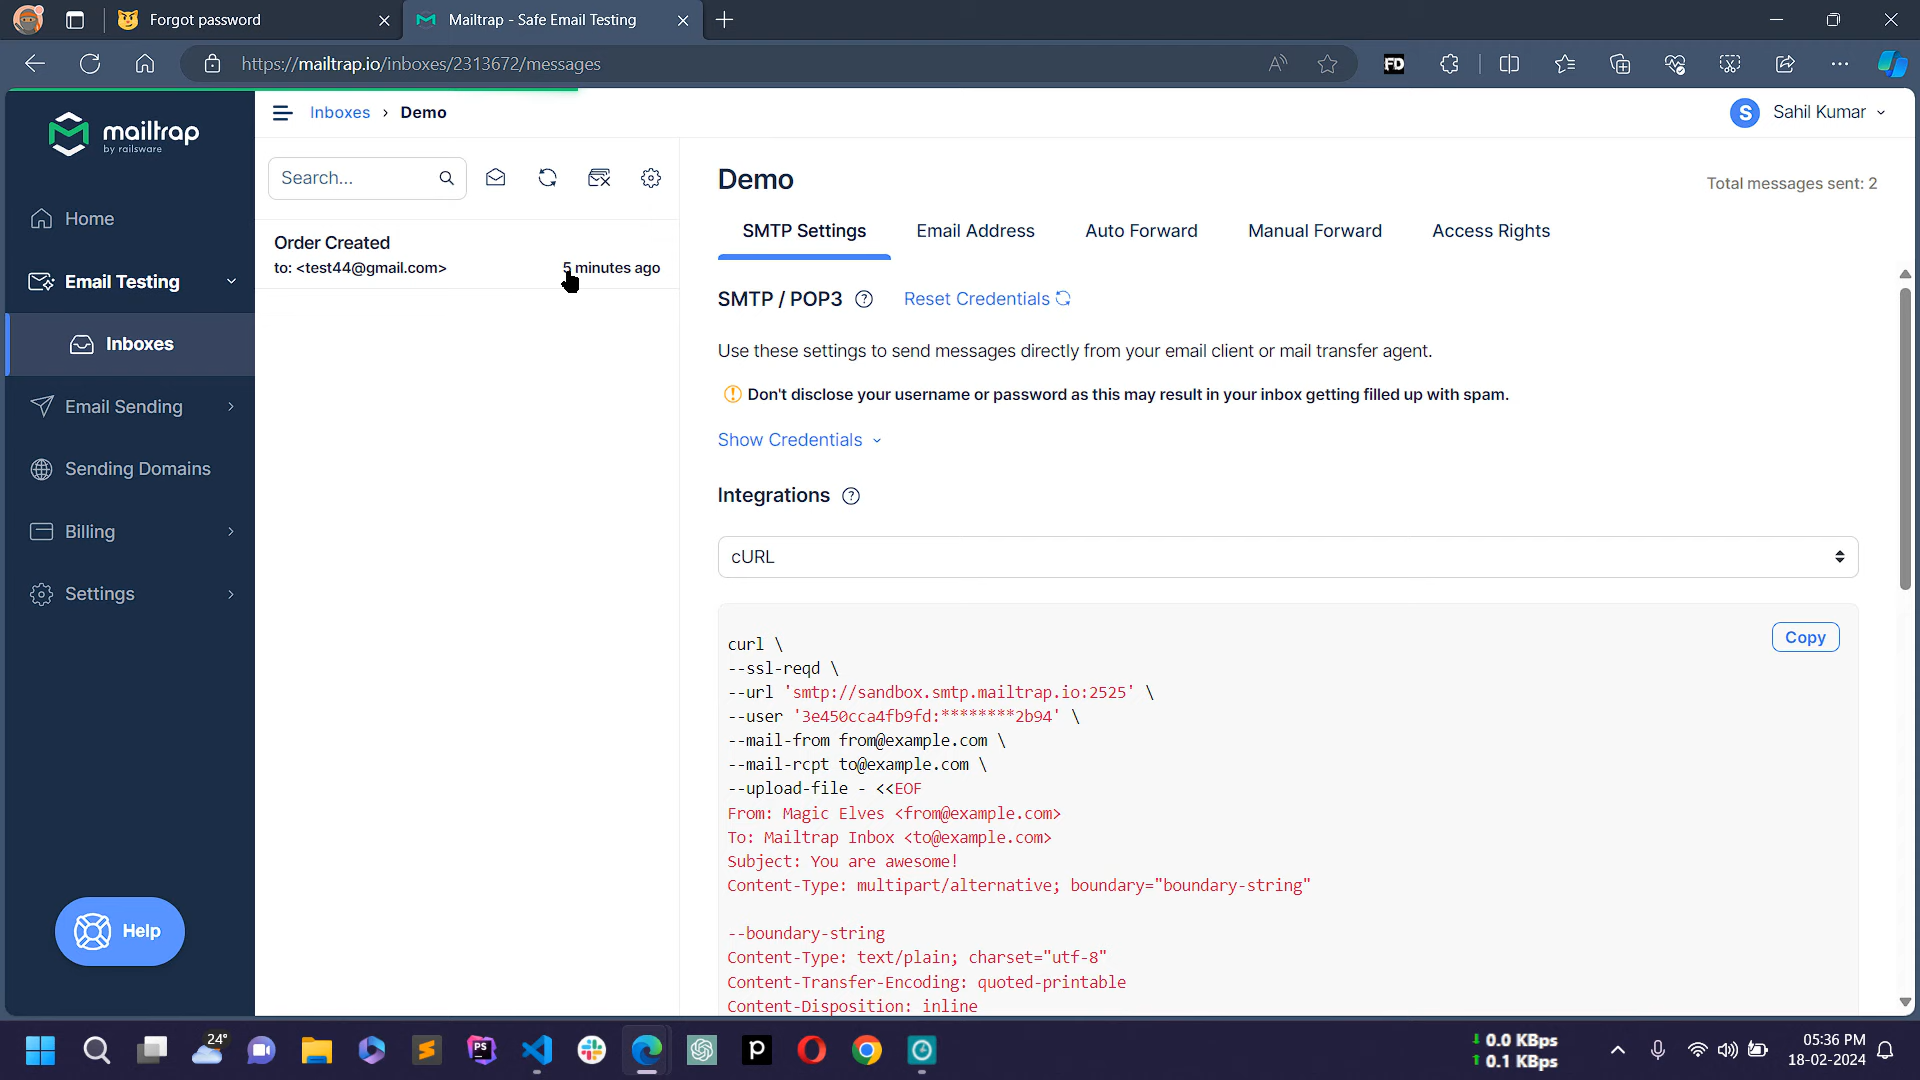 Forgot password
Mailtrap - Safe Email Testing
https://mailtrap.io/inboxes/2313672/messages
FD
mailtrap
by railsware
Inboxes › Demo
S Sahil Kumar
Search...
Home
Email Testing
Inboxes
Email Sending
Sending Domains
Billing
Settings
Help
Order Created
to: <test44@gmail.com>
5 minutes ago
Demo
Total messages sent: 2
SMTP Settings
Email Address
Auto Forward
Manual Forward
Access Rights
SMTP / POP3
Reset Credentials
Use these settings to send messages directly from your email client or mail transfer agent.
Don't disclose your username or password as this may result in your inbox getting filled up with spam.
Show Credentials
Integrations
cURL
Copy
curl \
--ssl-reqd \
--url 'smtp://sandbox.smtp.mailtrap.io:2525' \
--user '3e450cca4fb9fd:********2b94' \
--mail-from from@example.com \
--mail-rcpt to@example.com \
--upload-file - <<EOF
From: Magic Elves <from@example.com>
To: Mailtrap Inbox <to@example.com>
Subject: You are awesome!
Content-Type: multipart/alternative; boundary="boundary-string"
--boundary-string
Content-Type: text/plain; charset="utf-8"
Content-Transfer-Encoding: quoted-printable
Content-Disposition: inline
24°
PS
0.0 KBps
0.1 KBps
05:36 PM
18-02-2024